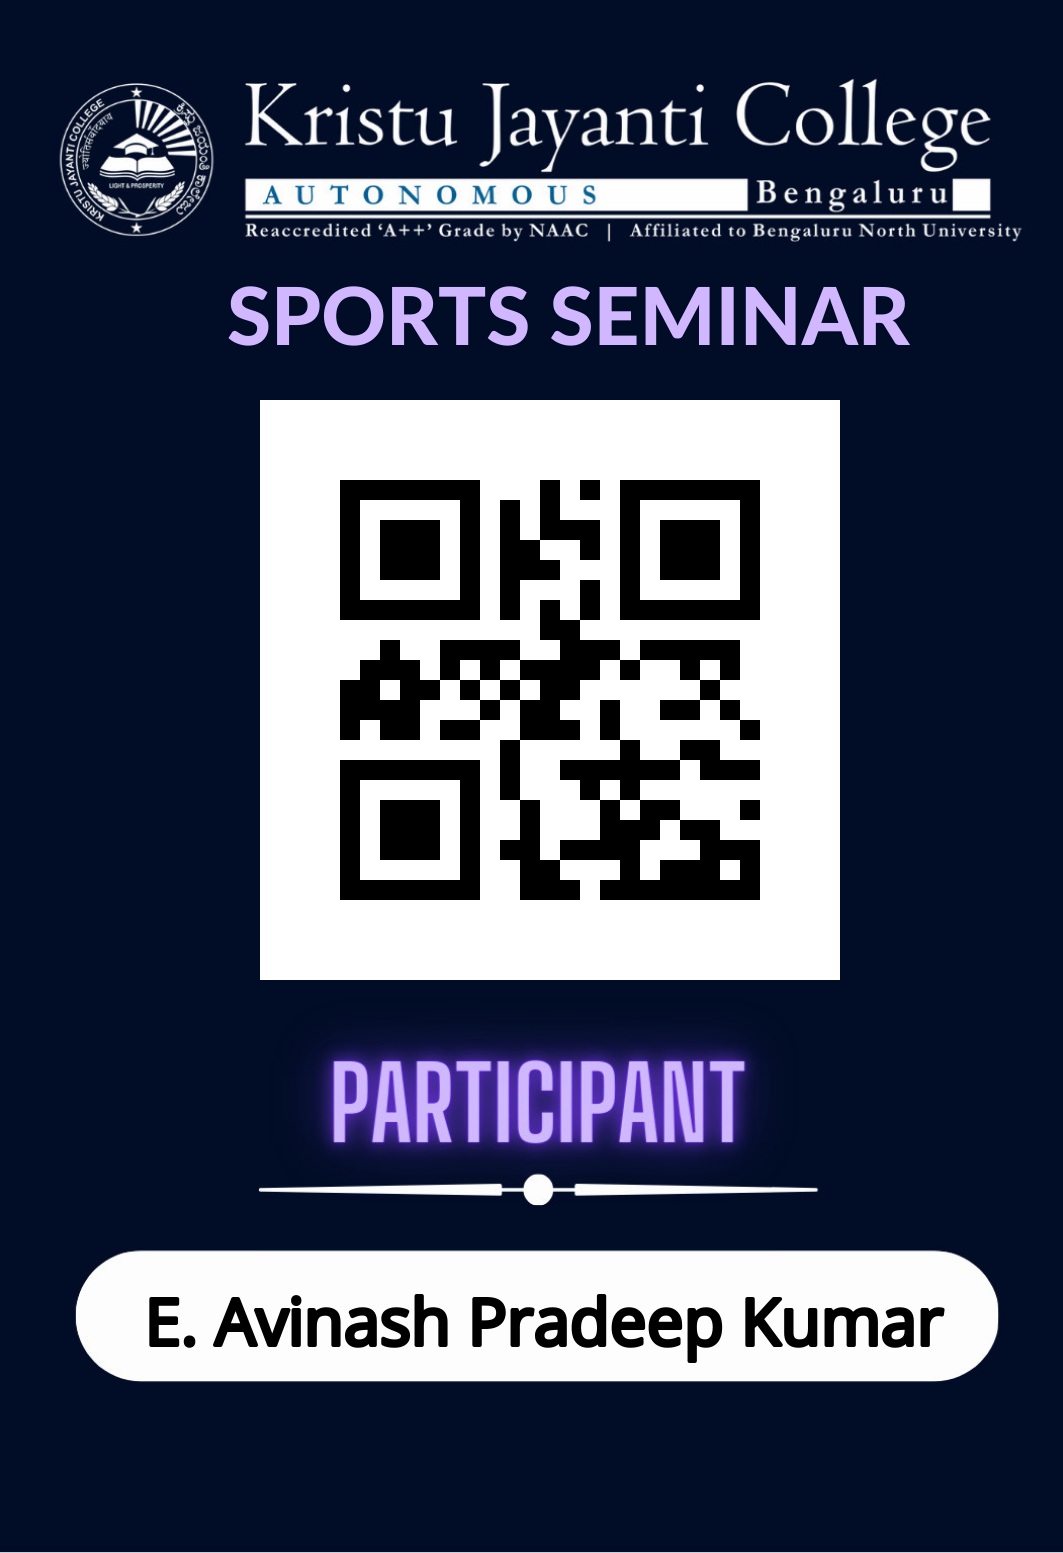 KRISTU JAYANTI COLLEGE
LIGHT & PROSPERITY
Kristu Jayanti College
AUTONOMOUS Bengaluru
Reaccredited ‘A++’ Grade by NAAC | Affiliated to Bengaluru North University
SPORTS SEMINAR
PARTICIPANT
E. Avinash Pradeep Kumar